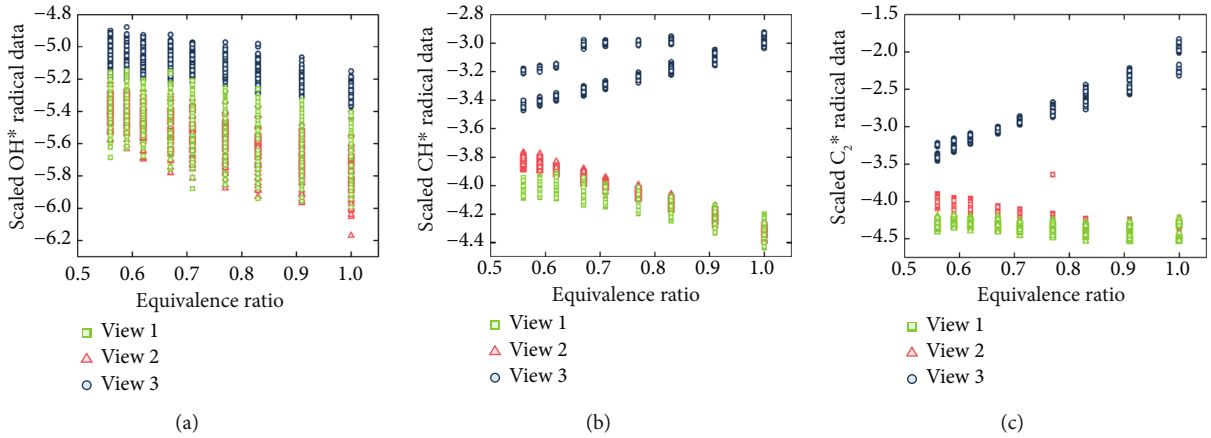 −4.8
−5.0
−5.2
−5.4
−5.6
−5.8
−6.0
−6.2
Scaled OH* radical data
0.5
0.6
0.7
0.8
0.9
1.0
Equivalence ratio
View 1
View 2
View 3
(a)
−2.8
−3.0
−3.2
−3.4
−3.6
−3.8
−4.0
−4.2
−4.4
Scaled CH* radical data
0.5
0.6
0.7
0.8
0.9
1.0
Equivalence ratio
View 1
View 2
View 3
(b)
−1.5
−2.0
−2.5
−3.0
−3.5
−4.0
−4.5
Scaled C2* radical data
0.5
0.6
0.7
0.8
0.9
1.0
Equivalence ratio
View 1
View 2
View 3
(c)